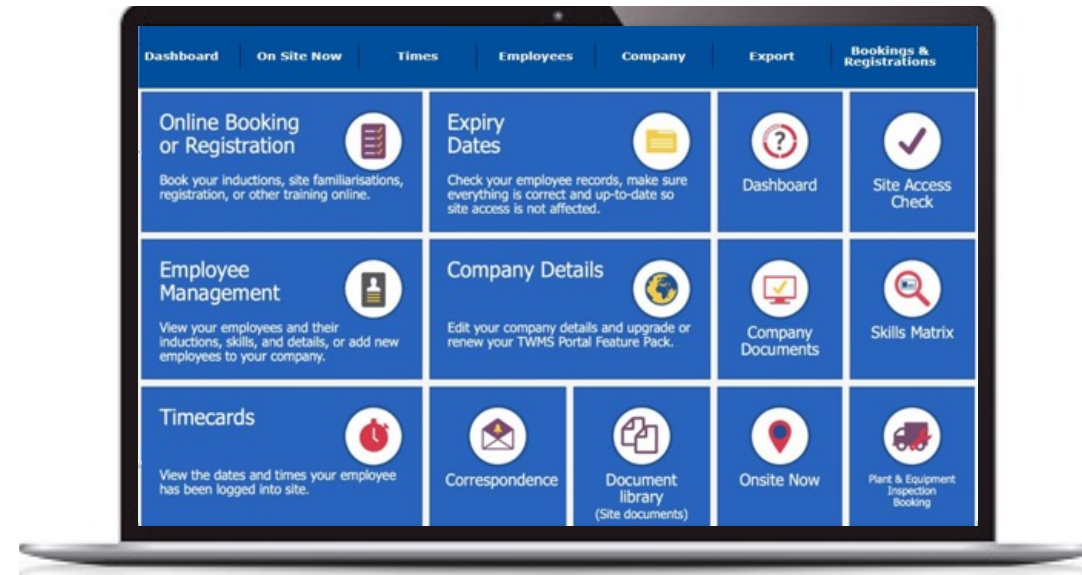 Dashboard
On Site Now
Times
Employees
Company
Export
Bookings &
Registrations
Online Booking
or Registration
Book your inductions, site familiarisations,
registration, or other training online.
Expiry
Dates
Check your employee records, make sure
everything is correct and up-to-date so
site access is not affected.
Dashboard
Site Access
Check
Employee
Management
View your employees and their
inductions, skills, and details, or add new
employees to your company.
Company Details
Edit your company details and upgrade or
renew your TWMS Portal Feature Pack.
Company
Documents
Skills Matrix
Timecards
View the dates and times your employee
has been logged into site.
Correspondence
Document
library
(Site documents)
Onsite Now
Plant & Equipment
Inspection
Booking